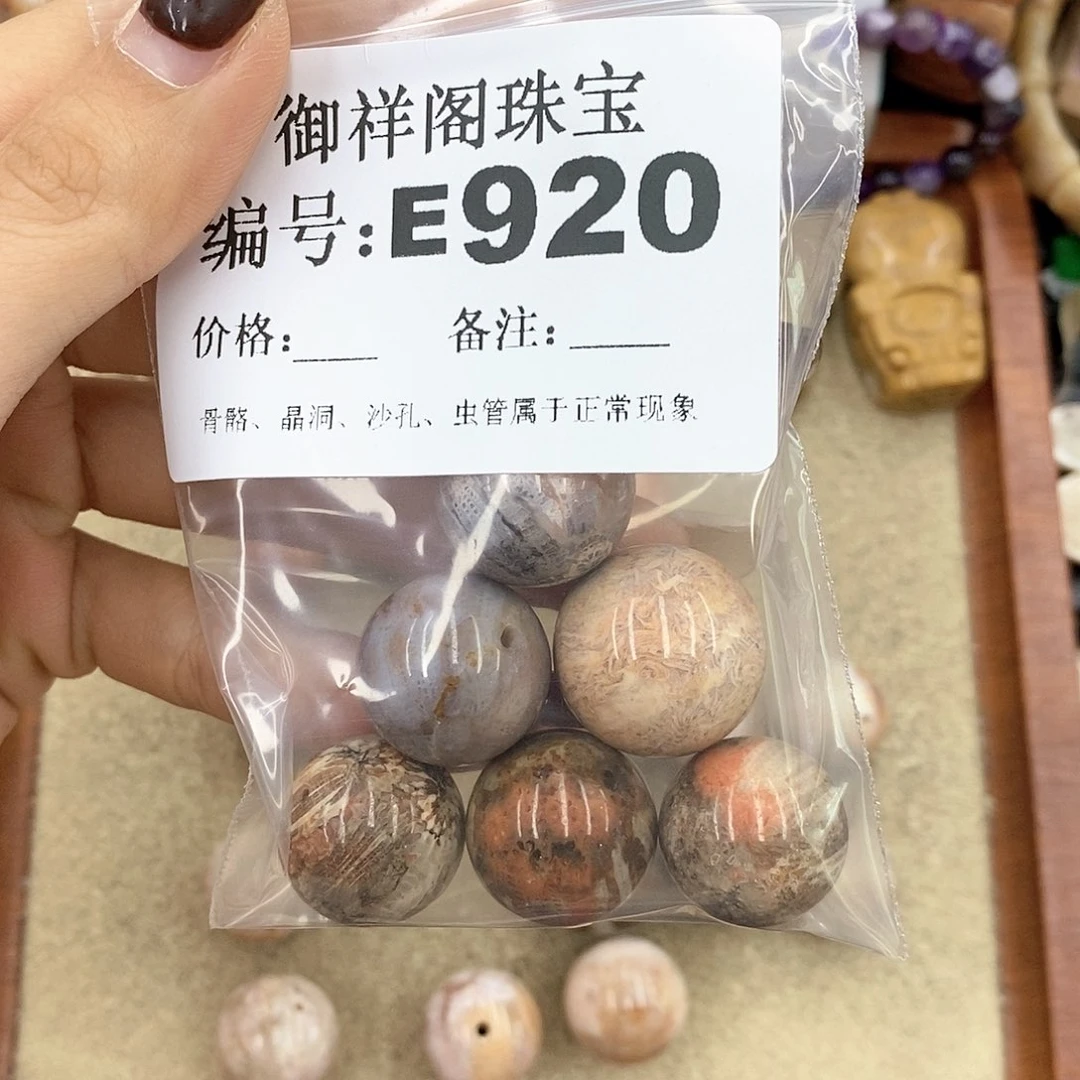 御祥阁珠宝
编号:E920
价格:____ 备注:____
骨骼、晶洞、沙孔、虫管属于正常现象